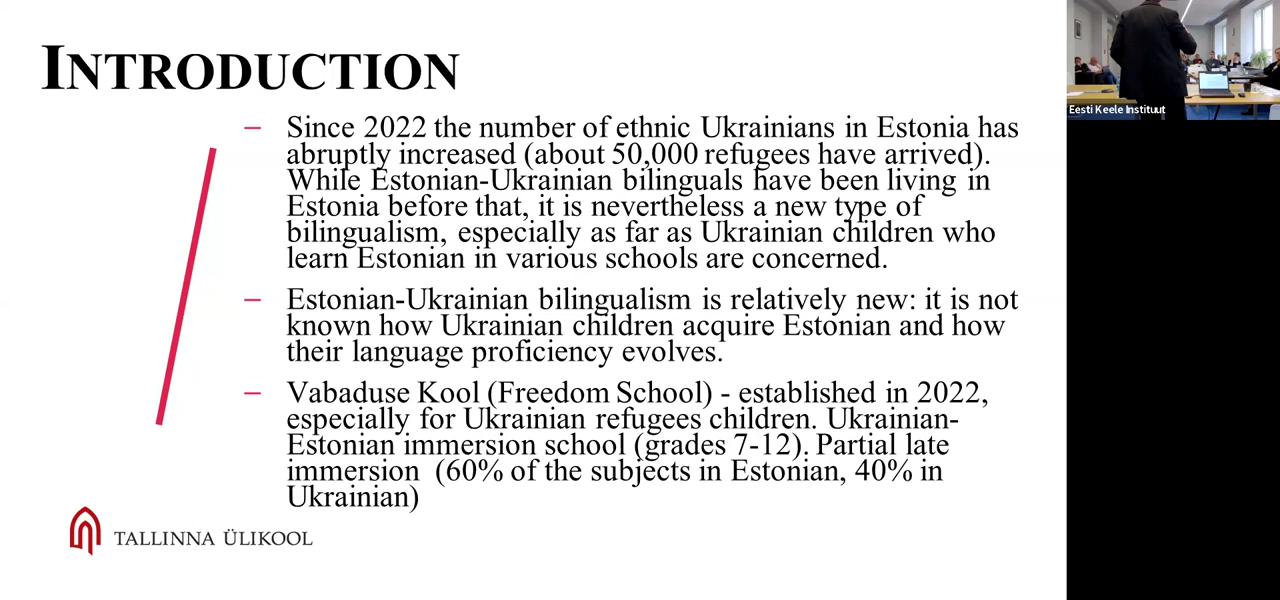 INTRODUCTION
– Since 2022 the number of ethnic Ukrainians in Estonia has
abruptly increased (about 50,000 refugees have arrived).
While Estonian-Ukrainian bilinguals have been living in
Estonia before that, it is nevertheless a new type of
bilingualism, especially as far as Ukrainian children who
learn Estonian in various schools are concerned.
– Estonian-Ukrainian bilingualism is relatively new: it is not
known how Ukrainian children acquire Estonian and how
their language proficiency evolves.
– Vabaduse Kool (Freedom School) - established in 2022,
especially for Ukrainian refugees children. Ukrainian-
Estonian immersion school (grades 7-12). Partial late
immersion (60% of the subjects in Estonian, 40% in
Ukrainian)
TALLINNA ÜLIKOOL
Eesti Keele Instituut